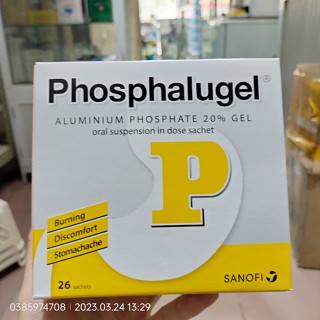 Phosphalugel®
ALUMINIUM PHOSPHATE 20% GEL
oral suspension in dose sachet
P
Burning
Discomfort
Stomachache
26 sachets
SANOFI
0385974708 | 2023.03.24 13:29